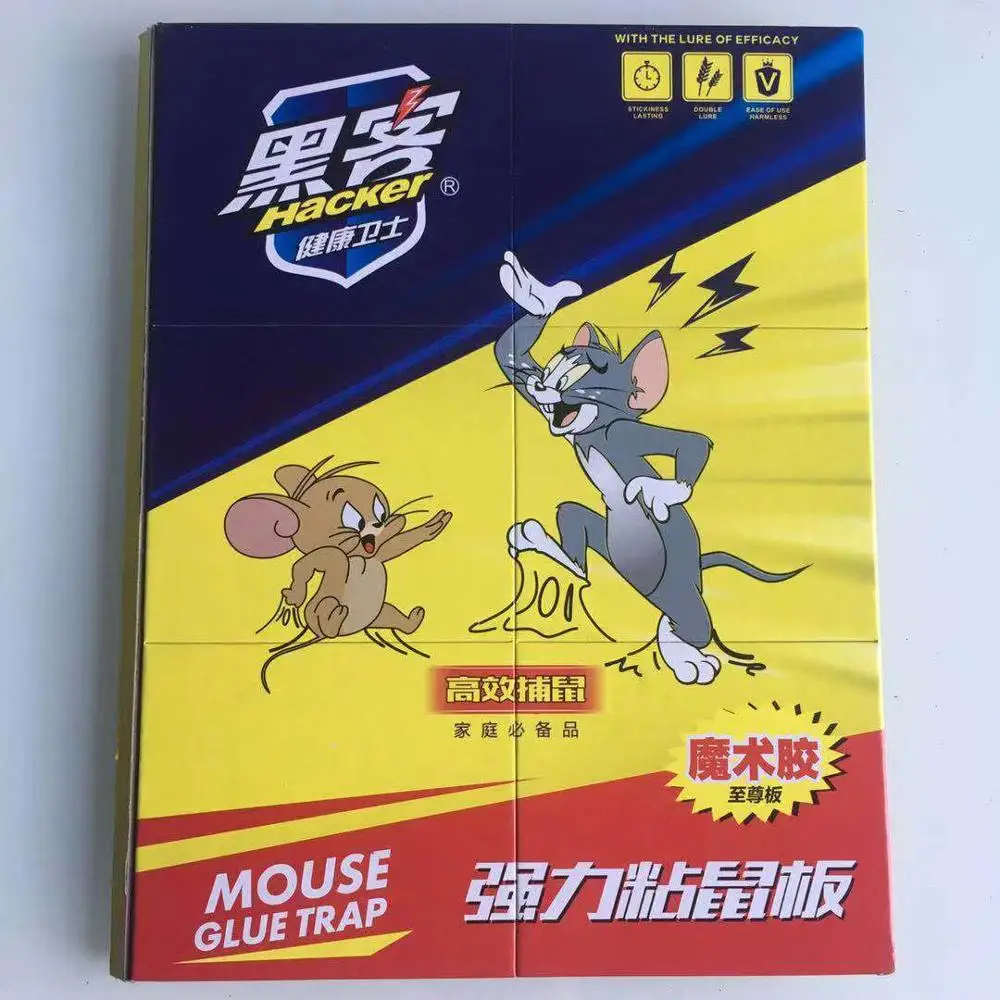 WITH THE LURE OF EFFICACY
STICKINESS LASTING
DOUBLE LURE
EASE OF USE HARMLESS
V
黑客
Hacker ®
健康卫士
高效捕鼠
家庭必备品
魔术胶
至尊板
MOUSE
GLUE TRAP
强力粘鼠板